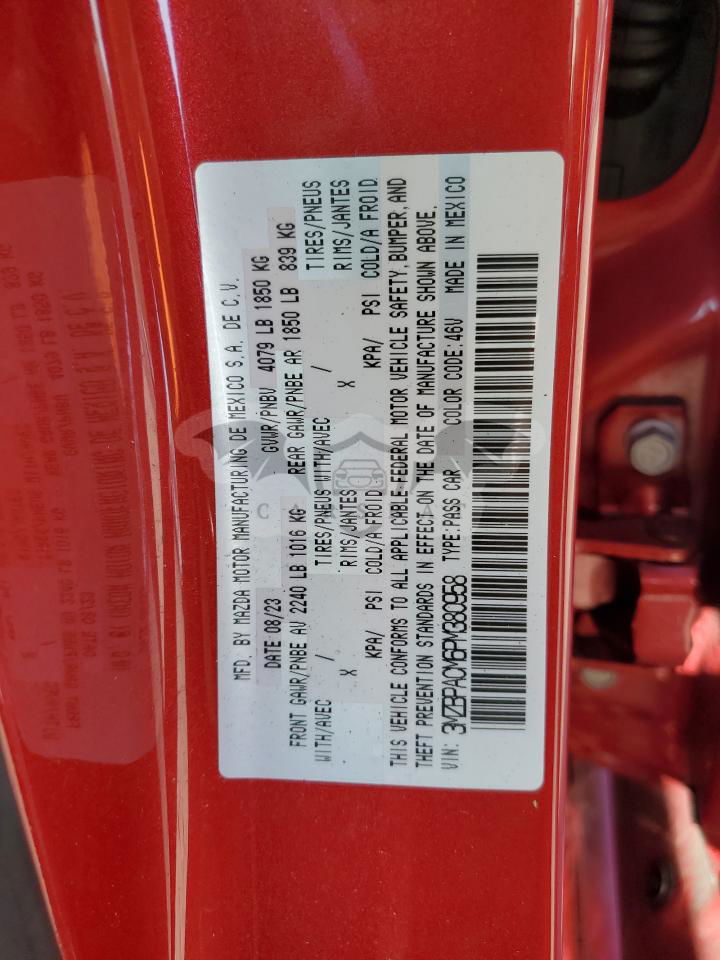 MFD. BY MAZDA MOTOR MANUFACTURING DE MEXICO S.A. DE C.V.
DATE 08/23 GVWR/PNBV 4079 LB 1850 KG
FRONT GAWR/PNBE AV 2240 LB 1016 KG REAR GAWR/PNBE AR 1850 LB 839 KG
WITH/AVEC / TIRES/PNEUS WITH/AVEC / TIRES/PNEUS
X RIMS/JANTES X RIMS/JANTES
KPA/ PSI COLD/A FROID KPA/ PSI COLD/A FROID
THIS VEHICLE CONFORMS TO ALL APPLICABLE FEDERAL MOTOR VEHICLE SAFETY, BUMPER, AND
THEFT PREVENTION STANDARDS IN EFFECT ON THE DATE OF MANUFACTURE SHOWN ABOVE.
VIN: 3MZBPACM6PM380958 TYPE:PASS CAR COLOR CODE:46V MADE IN MEXICO